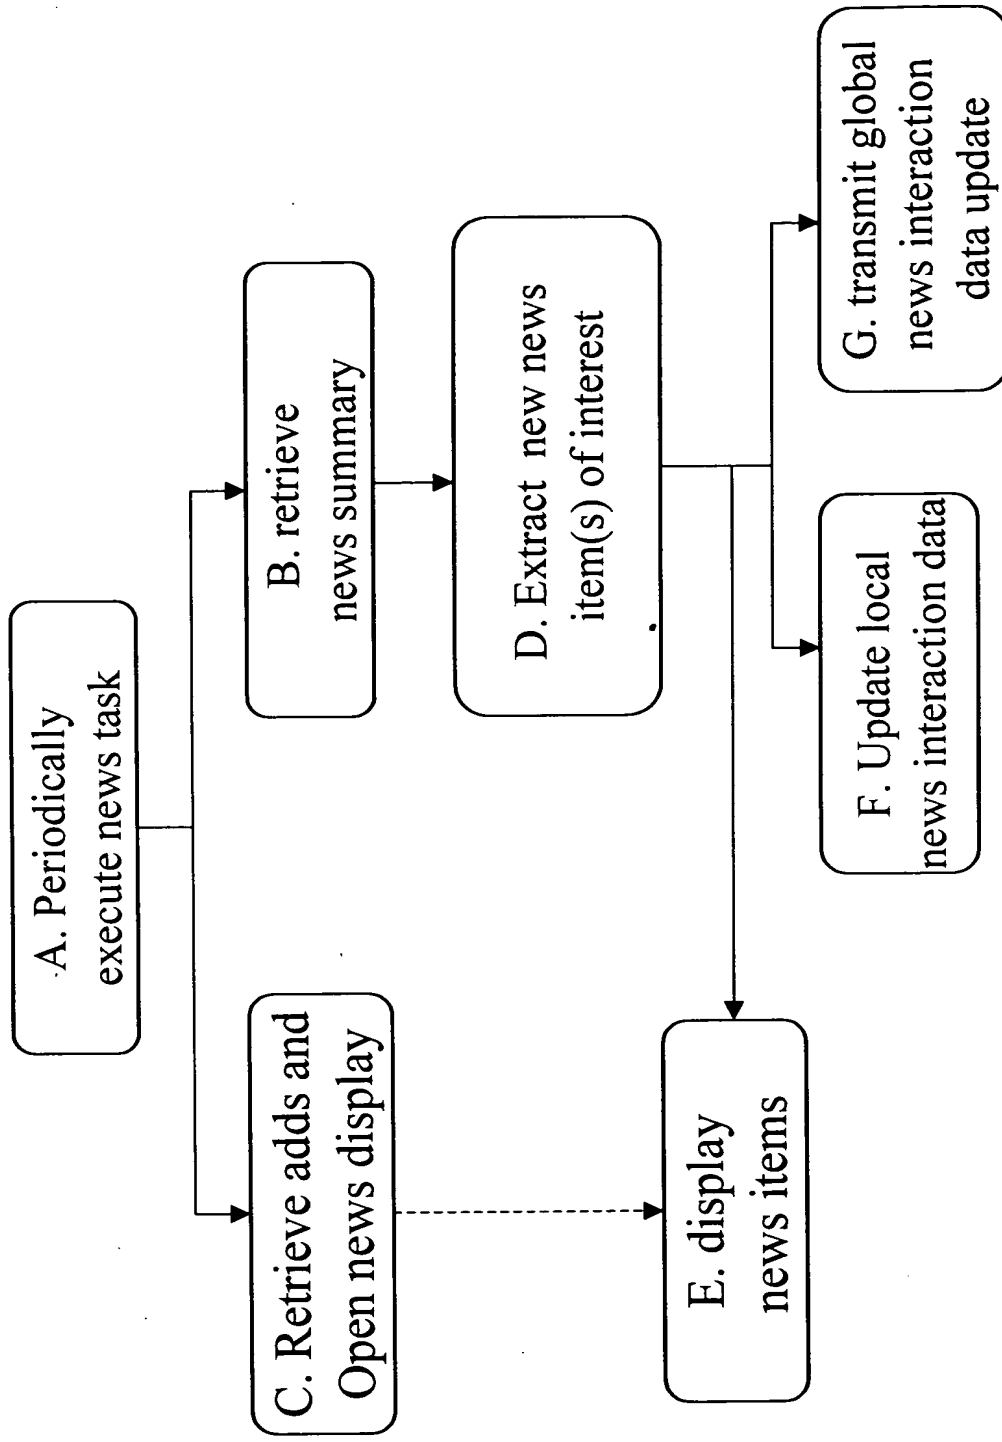 A. Periodically
execute news task
B. retrieve
news summary
C. Retrieve adds and
Open news display
D. Extract new news
item(s) of interest
E. display
news items
F. Update local
news interaction data
G. transmit global
news interaction
data update